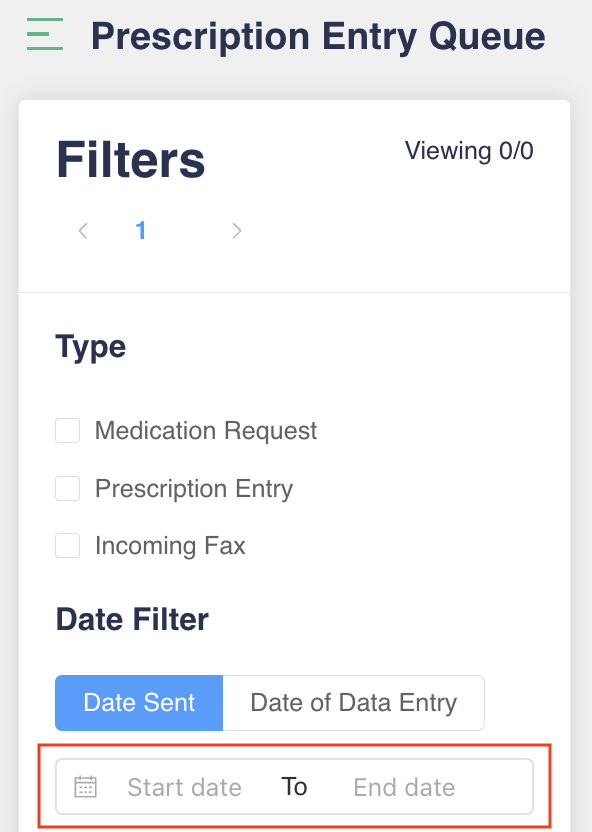 Prescription Entry Queue
Filters
Viewing 0/0
1
Type
Medication Request
Prescription Entry
Incoming Fax
Date Filter
Date Sent Date of Data Entry
Start date To End date